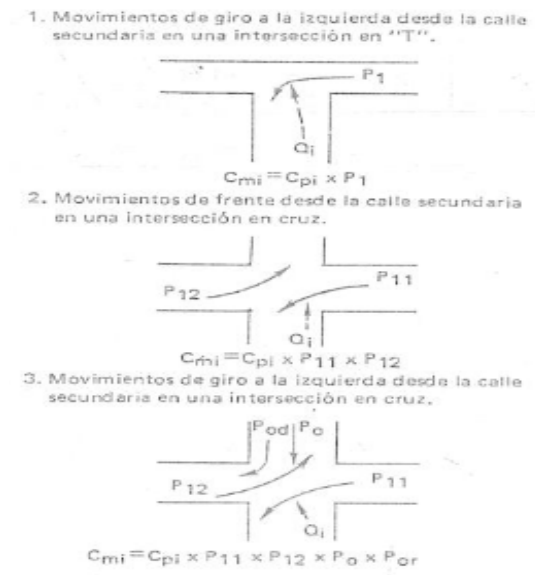 1. Movimientos de giro a la izquierda desde la calle
secundaria en una intersección en "T".
P1
Qi
Cmi = Cpi x P1
2. Movimientos de frente desde la calle secundaria
en una intersección en cruz.
P12
P11
Qi
Cmi = Cpi x P11 x P12
3. Movimientos de giro a la izquierda desde la calle
secundaria en una intersección en cruz.
Pod Po
P12
P11
Qi
Cmi = Cpi x P11 x P12 x Po x Por